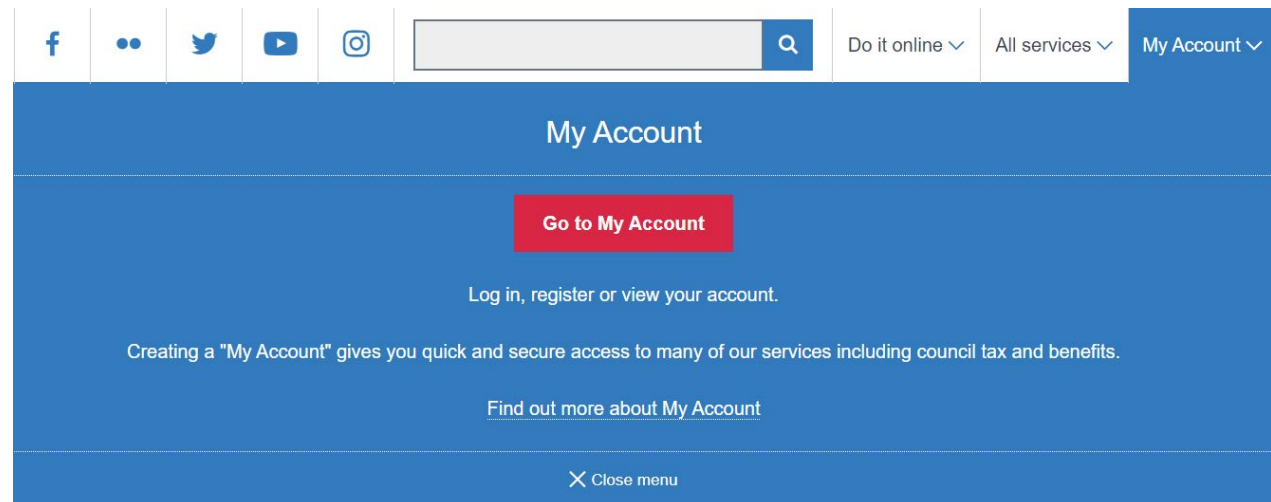 Do it online
All services
My Account
My Account
Go to My Account
Log in, register or view your account.
Creating a "My Account" gives you quick and secure access to many of our services including council tax and benefits.
Find out more about My Account
Close menu